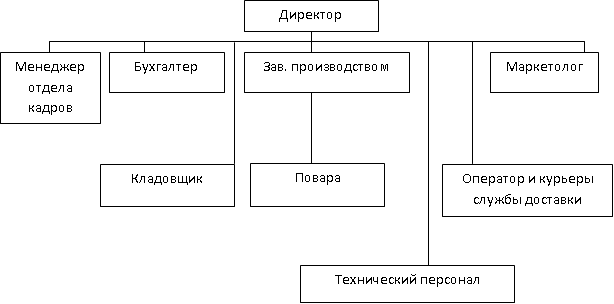 Директор
Менеджер
отдела
кадров
Бухгалтер
Зав. производством
Маркетолог
Кладовщик
Повара
Оператор и курьеры
службы доставки
Технический персонал